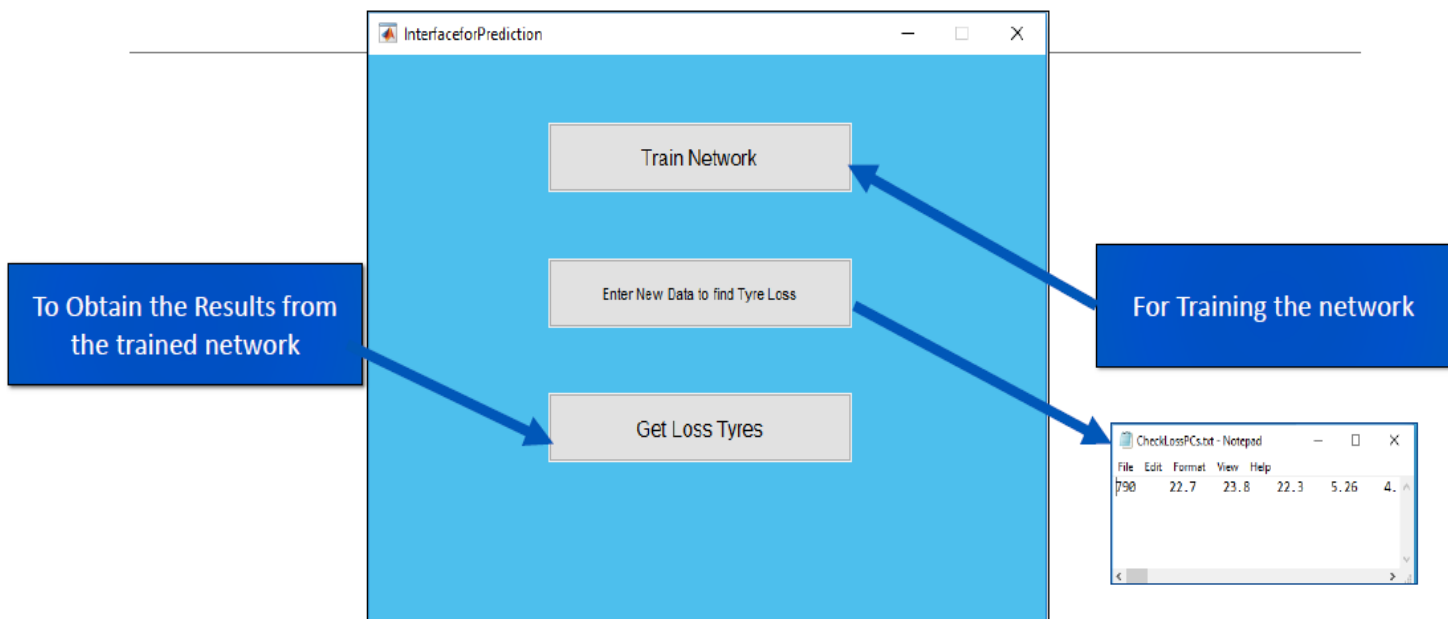 InterfaceforPrediction
Train Network
Enter New Data to find Tyre Loss
Get Loss Tyres
To Obtain the Results from
the trained network
For Training the network
CheckLossPCs.txt - Notepad
File Edit Format View Help
790 22.7 23.8 22.3 5.26 4.